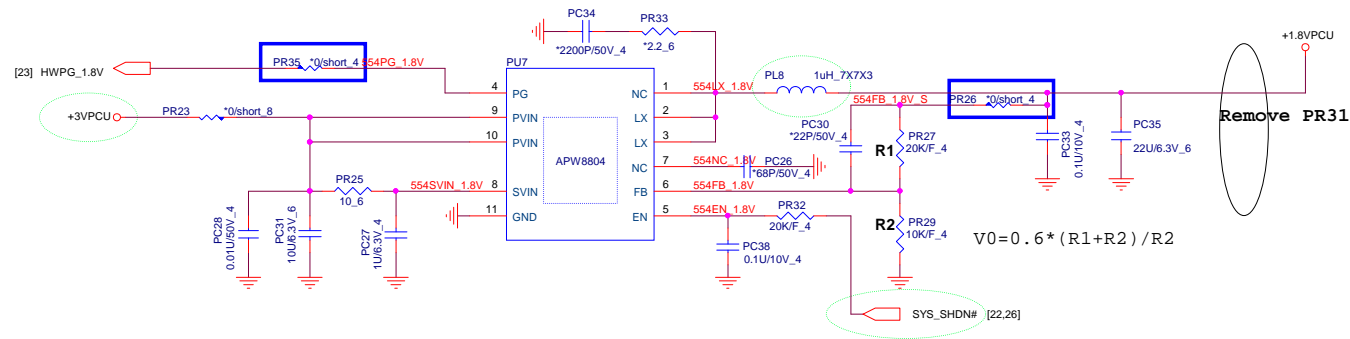 PC34
PR33
*2200P/50V_4
*2.2_6
+1.8VPCU
[23] HWPG_1.8V
PR35
*0/short_4
554PG_1.8V
PU7
4
PG
NC
1
554LX_1.8V
PL8
1uH_7X7X3
554FB_1.8V_S
PR26
*0/short_4
Remove PR31
+3VPCU
PR23
*0/short_8
9
PVIN
LX
2
10
PVIN
LX
3
PC30
*22P/50V_4
R1
PR27
20K/F_4
PC33
0.1U/10V_4
PC35
22U/6.3V_6
APW8804
NC
7
554NC_1.8V
PC26
*68P/50V_4
PR25
10_6
554SVIN_1.8V
8
SVIN
FB
6
554FB_1.8V
11
GND
EN
5
554EN_1.8V
PR32
20K/F_4
R2
PR29
10K/F_4
V0=0.6*(R1+R2)/R2
PC28
0.01U/50V_4
PC31
10U/6.3V_6
PC27
1U/6.3V_4
PC38
0.1U/10V_4
SYS_SHDN# [22,26]